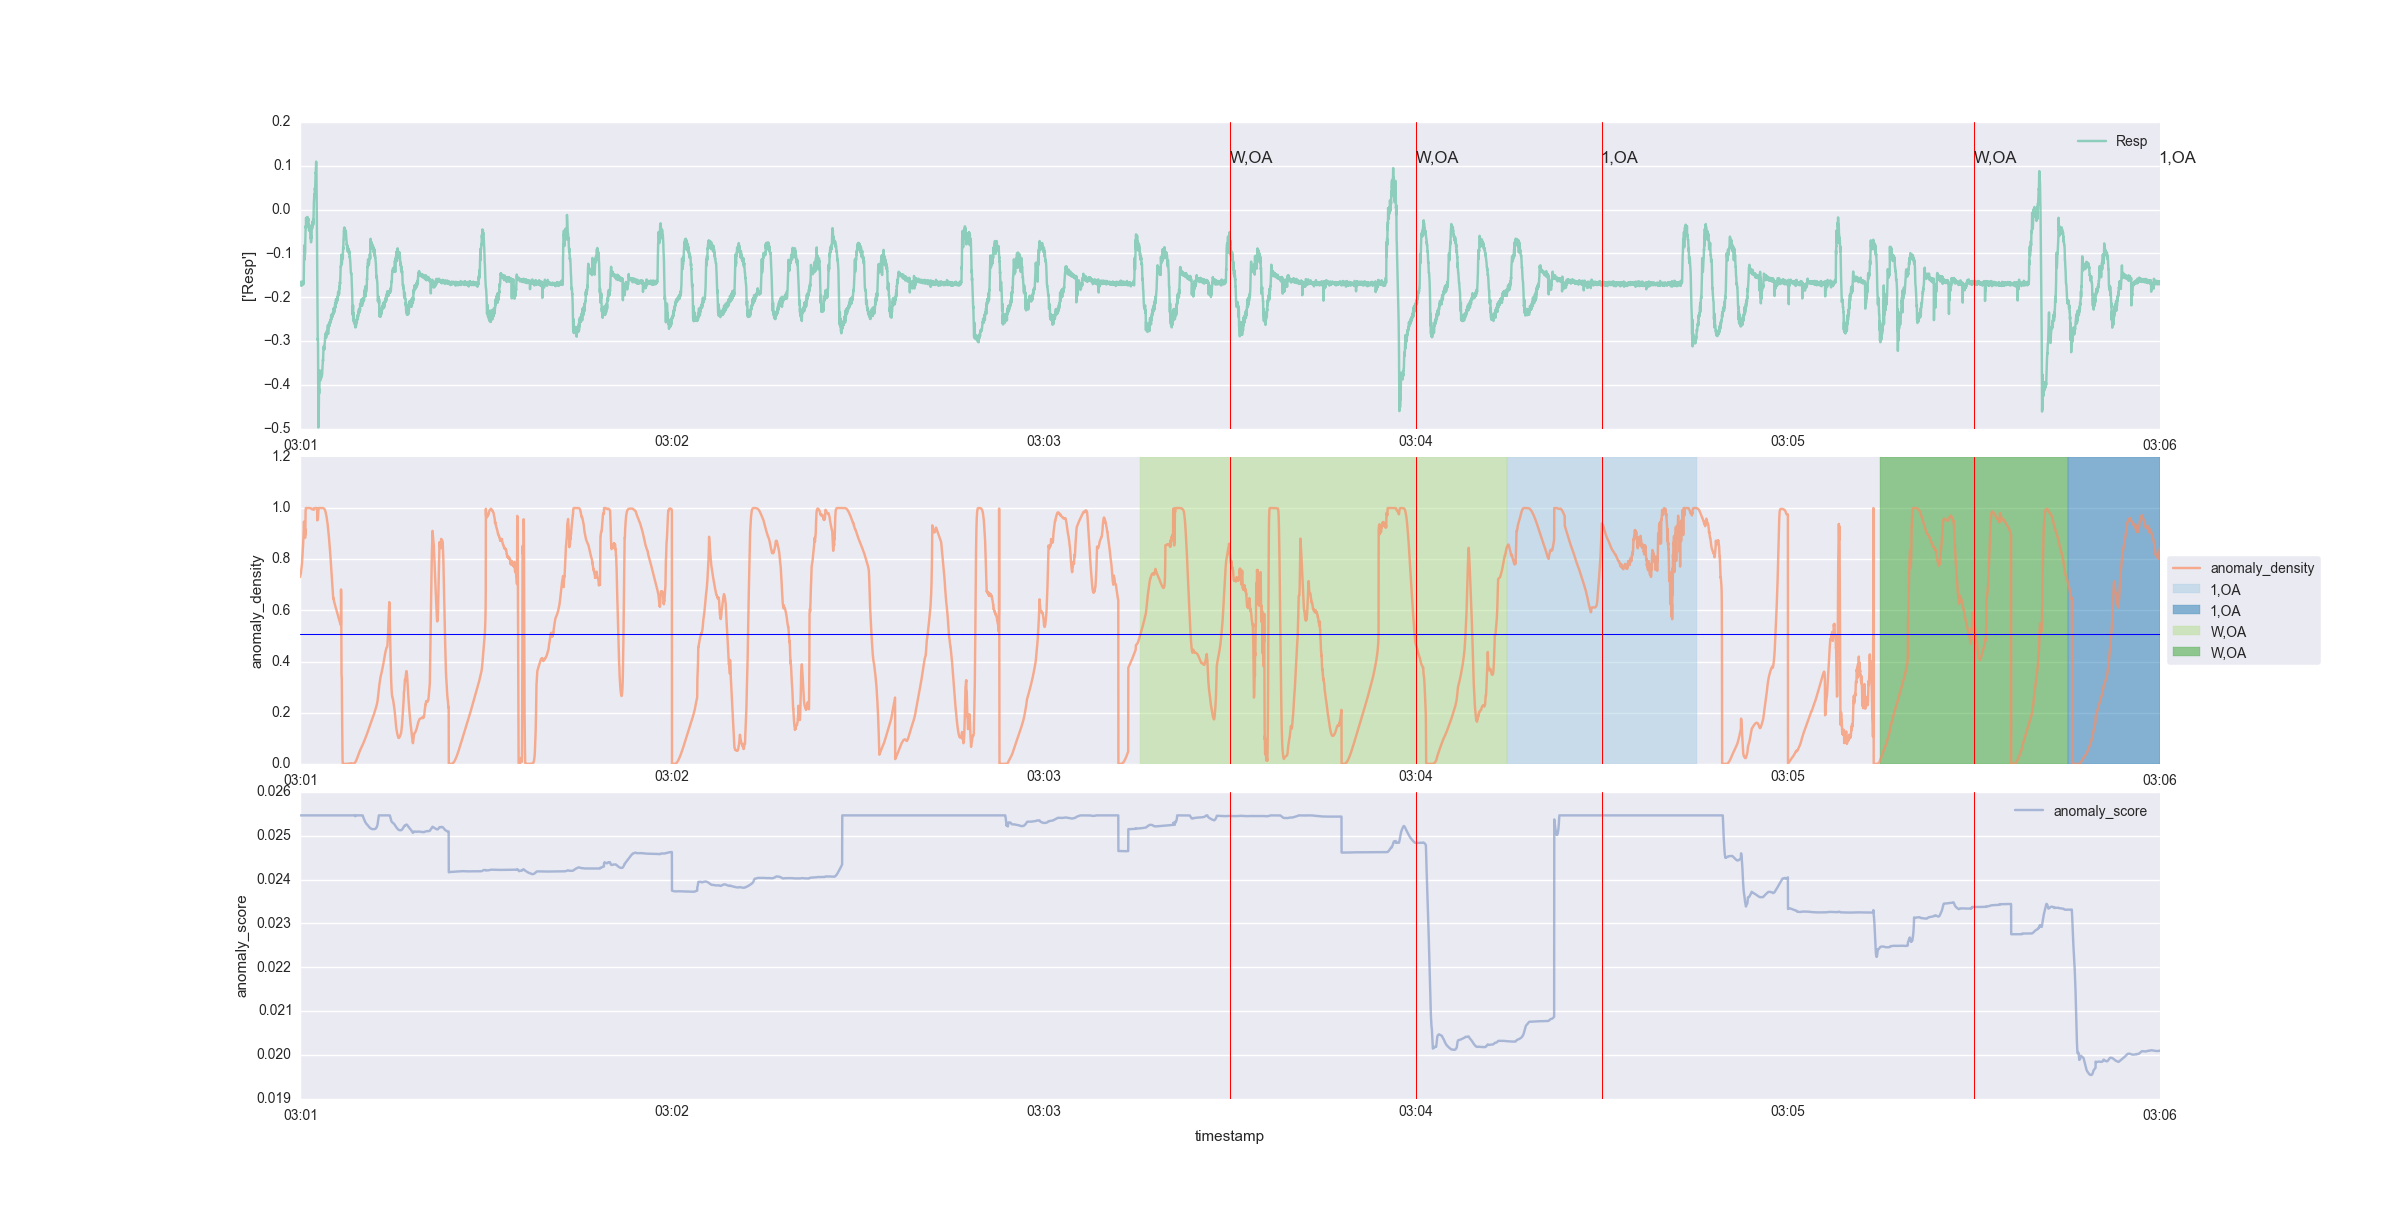 0.2
0.1
0.0
−0.1
−0.2
−0.3
−0.4
−0.5
['Resp']
W,OA
W,OA
1,OA
W,OA
1,OA
Resp
03:01
03:02
03:03
03:04
03:05
03:06
1.2
1.0
0.8
0.6
0.4
0.2
0.0
anomaly_density
anomaly_density
1,OA
1,OA
W,OA
W,OA
03:01
03:02
03:03
03:04
03:05
03:06
0.026
0.025
0.024
0.023
0.022
0.021
0.020
0.019
anomaly_score
anomaly_score
03:01
03:02
03:03
03:04
03:05
03:06
timestamp